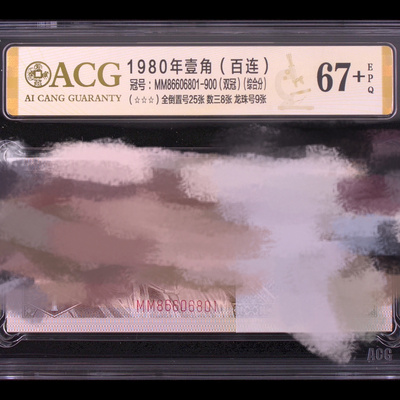 ACG
AI CANG GUARANTY
1980年壹角（百连）
冠号：MM86606801-900（双冠）（综合分）
（☆☆☆）全倒置号25张 数三8张 龙珠号9张
67+
EPQ
MM86606801
ACG